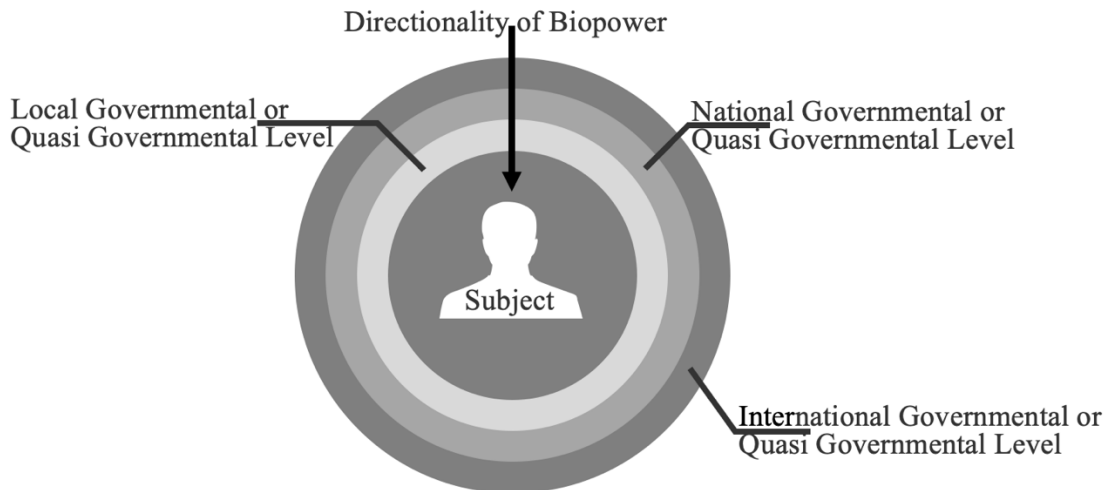 Directionality of Biopower
Local Governmental or
Quasi Governmental Level
National Governmental or
Quasi Governmental Level
Subject
International Governmental or
Quasi Governmental Level